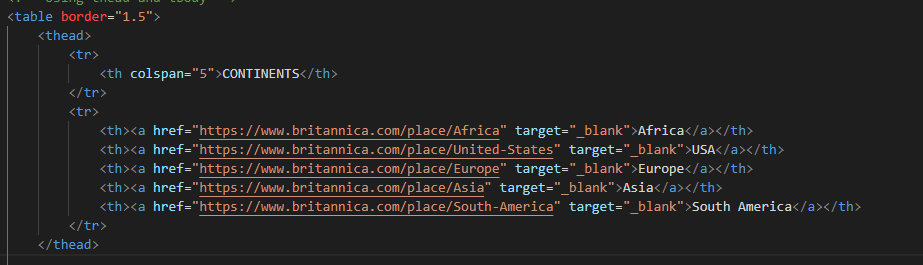 <table border="1.5">
<thead>
<tr>
<th colspan="5">CONTINENTS</th>
</tr>
<tr>
<th><a href="https://www.britannica.com/place/Africa" target="_blank">Africa</a></th>
<th><a href="https://www.britannica.com/place/United-States" target="_blank">USA</a></th>
<th><a href="https://www.britannica.com/place/Europe" target="_blank">Europe</a></th>
<th><a href="https://www.britannica.com/place/Asia" target="_blank">Asia</a></th>
<th><a href="https://www.britannica.com/place/South-America" target="_blank">South America</a></th>
</tr>
</thead>